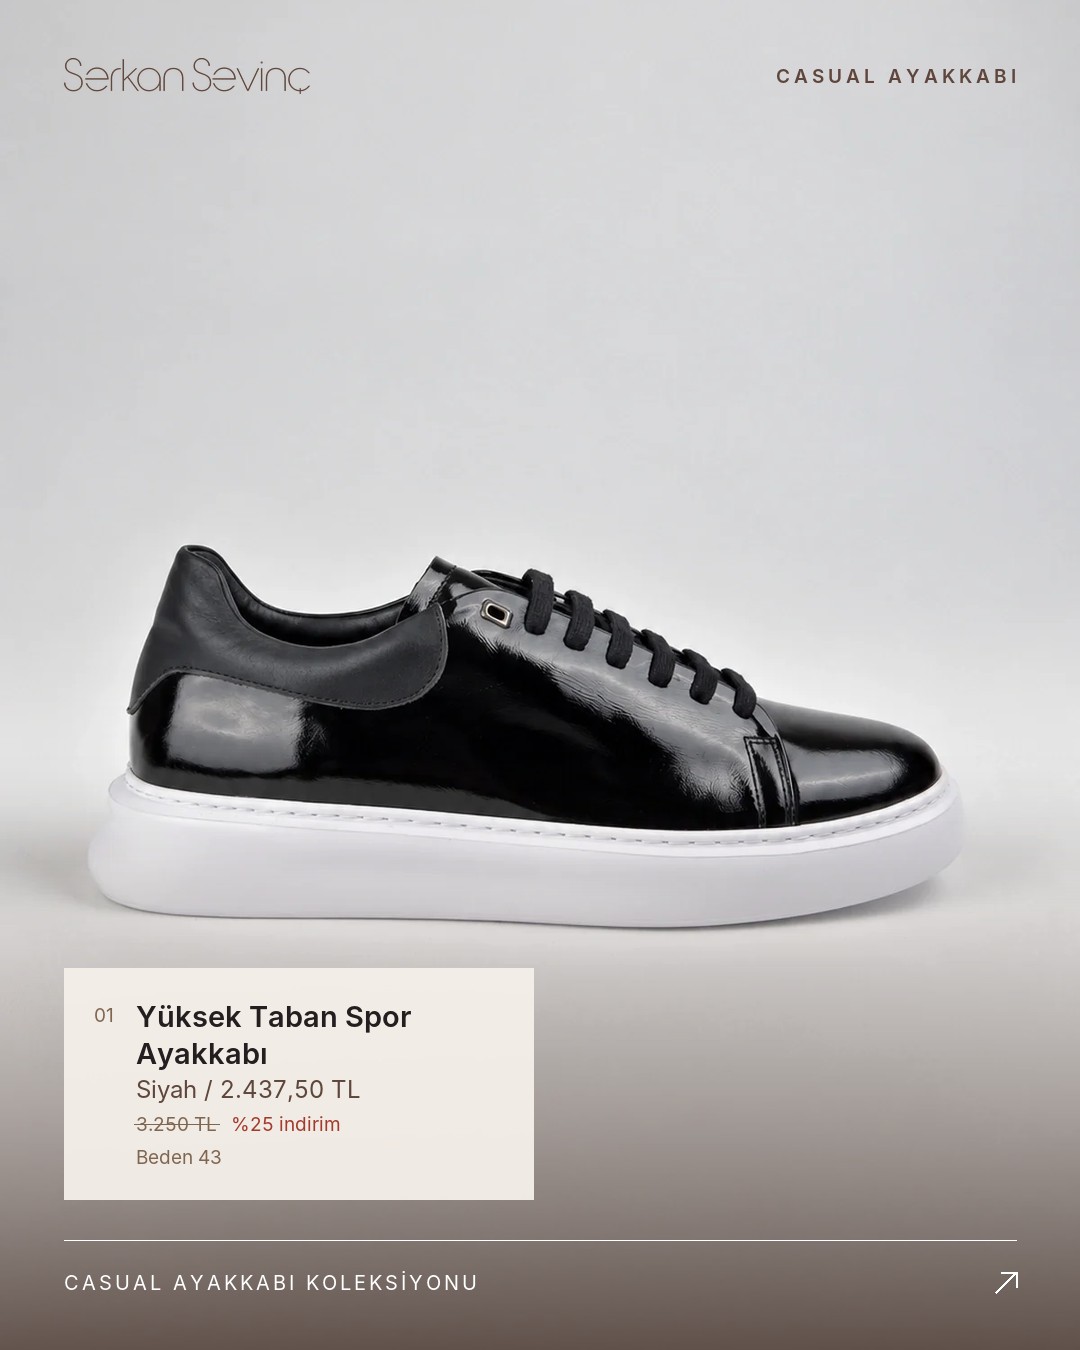 Serkan Sevinç
CASUAL AYAKKABI
01
Yüksek Taban Spor
Ayakkabı
Siyah / 2.437,50 TL
3.250 TL %25 indirim
Beden 43
CASUAL AYAKKABI KOLEKSİYONU